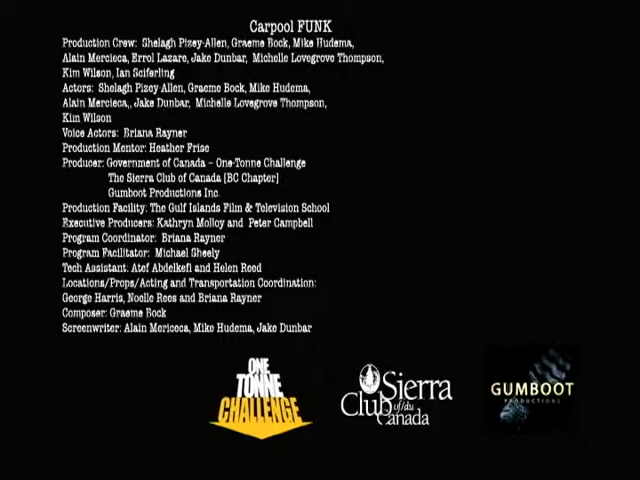 Carpool FUNK
Production Crew: Shelagh Pizey-Allen, Graeme Bock, Mike Hudema,
Alain Mercieca, Errol Lazare, Jake Dunbar, Michelle Lovegrove Thompson,
Kim Wilson, Ian Sciferling
Actors: Shelagh Pizey Allen, Graeme Bock, Mike Hudema,
Alain Mercieca,, Jake Dunbar, Michelle Lovegrove Thompson,
Kim Wilson
Voice Actors: Briana Rayner
Production Mentor: Heather Frise
Producer: Government of Canada – One-Tonne Challenge
The Sierra Club of Canada [BC Chapter]
Gumboot Productions Inc.
Production Facility: The Gulf Islands Film & Television School
Executive Producers: Kathryn Molloy and Peter Campbell
Program Coordinator: Briana Rayner
Program Facilitator: Michael Sheely
Tech Assistant: Atef Abdelkefi and Helen Reed
Locations/Props/Acting and Transportation Coordination:
George Harris, Noelle Rees and Briana Rayner
Composer: Graeme Bock
Screenwriter: Alain Mericeca, Mike Hudema, Jake Dunbar
ONE
TONNE
CHALLENGE
Sierra
Club of/du
Canada
GUMBOOT
PRODUCTIONS